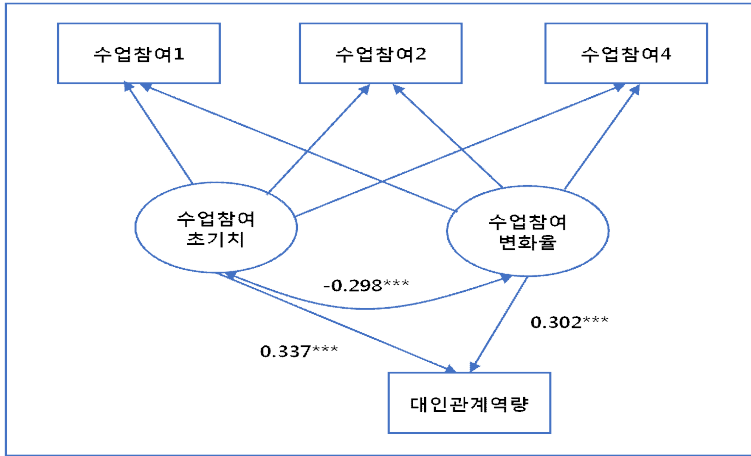 수업참여1
수업참여2
수업참여4
수업참여
초기치
수업참여
변화율
-0.298***
0.337***
0.302***
대인관계역량